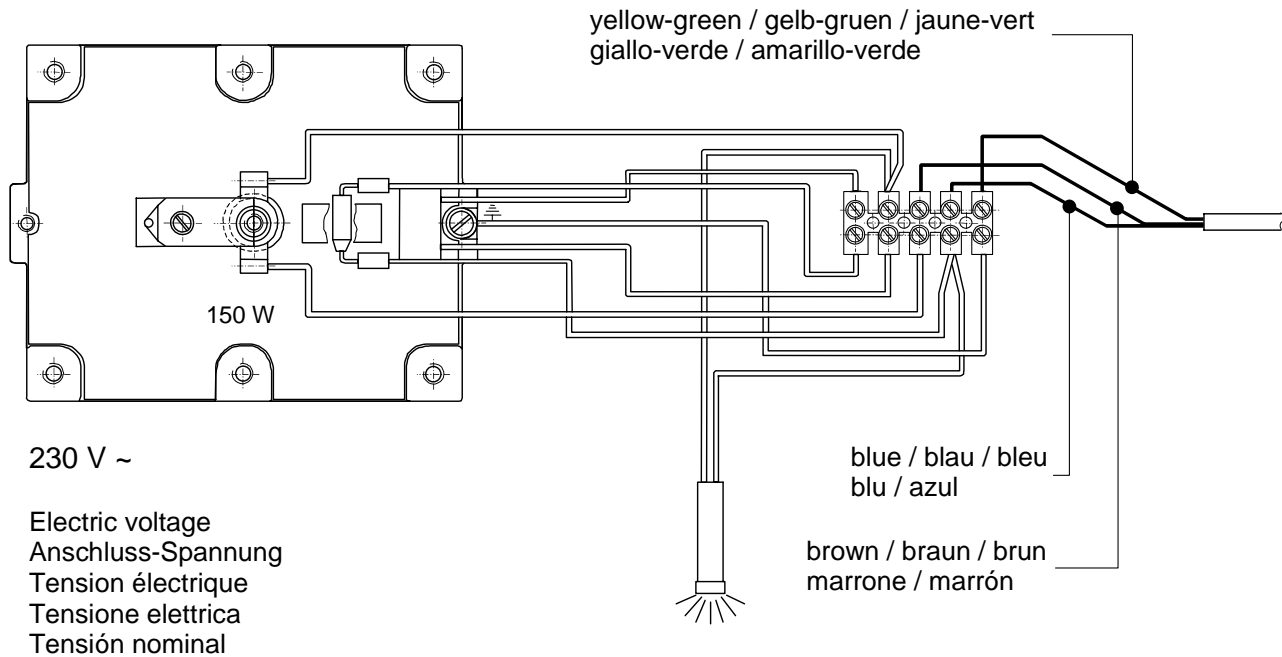 yellow-green / gelb-gruen / jaune-vert
giallo-verde / amarillo-verde
150 W
230 V ~
Electric voltage
Anschluss-Spannung
Tension électrique
Tensione elettrica
Tensión nominal
blue / blau / bleu
blu / azul
brown / braun / brun
marrone / marrón